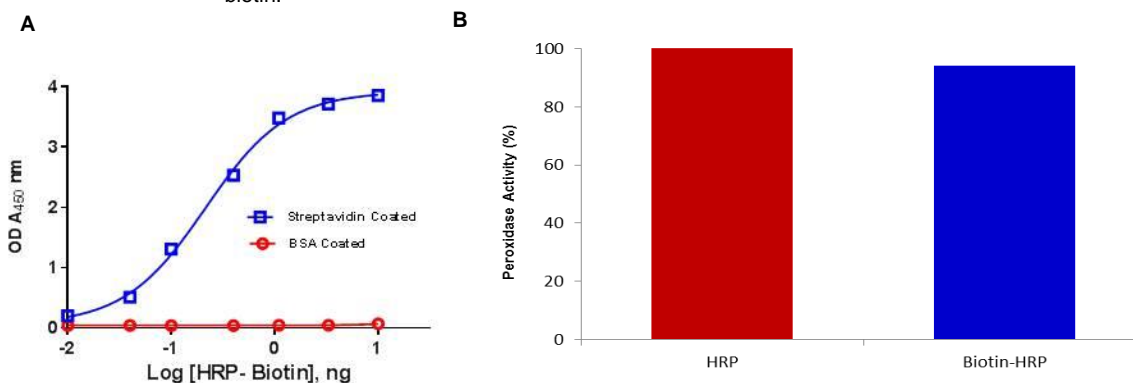 biotin.
A
B
4
3
2
1
0
OD A450 nm
Streptavidin Coated
BSA Coated
-2
-1
0
1
Log [HRP- Biotin], ng
100
80
60
40
20
0
Peroxidase Activity (%)
HRP
Biotin-HRP